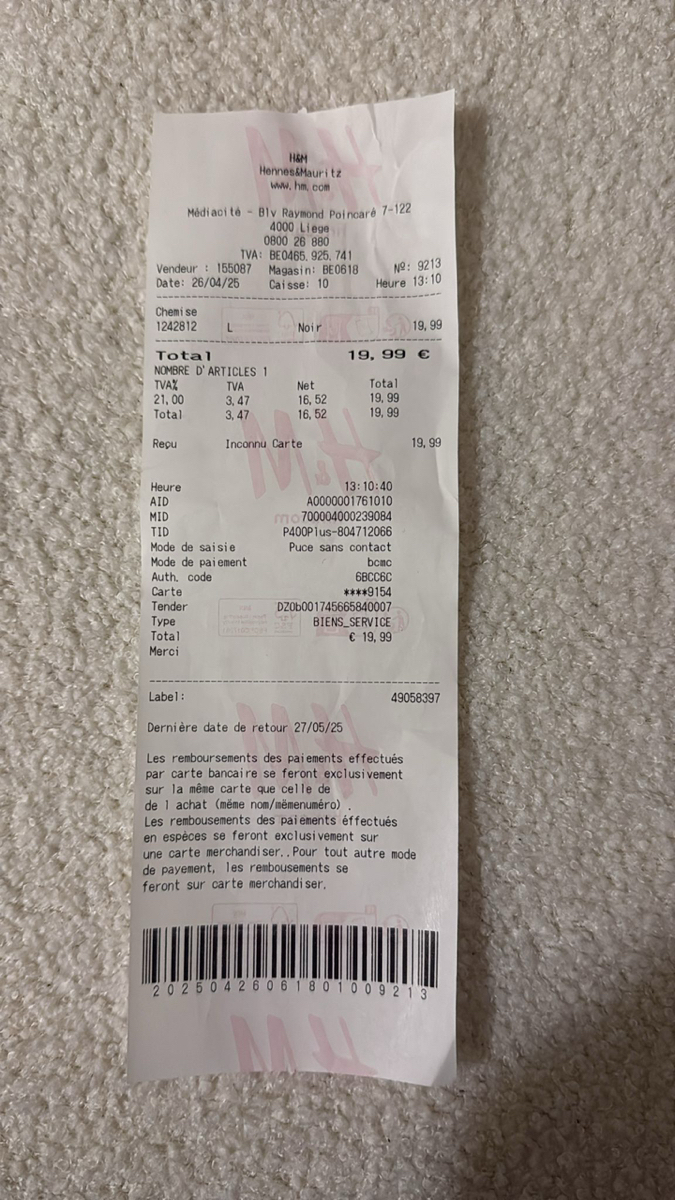 H&M
Hennes&Mauritz
www.hm.com
Médiacité - Blv Raymond Poincaré 7-122
4000 Liege
0800 26 880
TVA: BE0465.925.741
Vendeur : 155087 Magasin: BE0618 Nº: 9213
Date: 26/04/25 Caisse: 10 Heure 13:10
Chemise
1242812 L Noir 19,99
Total 19,99 €
NOMBRE D'ARTICLES 1
TVA% TVA Net Total
21,00 3,47 16,52 19,99
Total 3,47 16,52 19,99
Reçu Inconnu Carte 19,99
Heure 13:10:40
AID A0000001761010
MID 700004000239084
TID P400Plus-804712066
Mode de saisie Puce sans contact
Mode de paiement bcmc
Auth. code 6BCC6C
Carte ****9154
Tender DZ0b001745665840007
Type BIENS_SERVICE
Total € 19,99
Merci
Label: 49058397
Dernière date de retour 27/05/25
Les remboursements des paiements effectués
par carte bancaire se feront exclusivement
sur la même carte que celle de
de l achat (même nom/mêmenuméro) .
Les rembousements des paiements éffectués
en espèces se feront exclusivement sur
une carte merchandiser..Pour tout autre mode
de payement, les rembousements se
feront sur carte merchandiser.
20250426061801009213